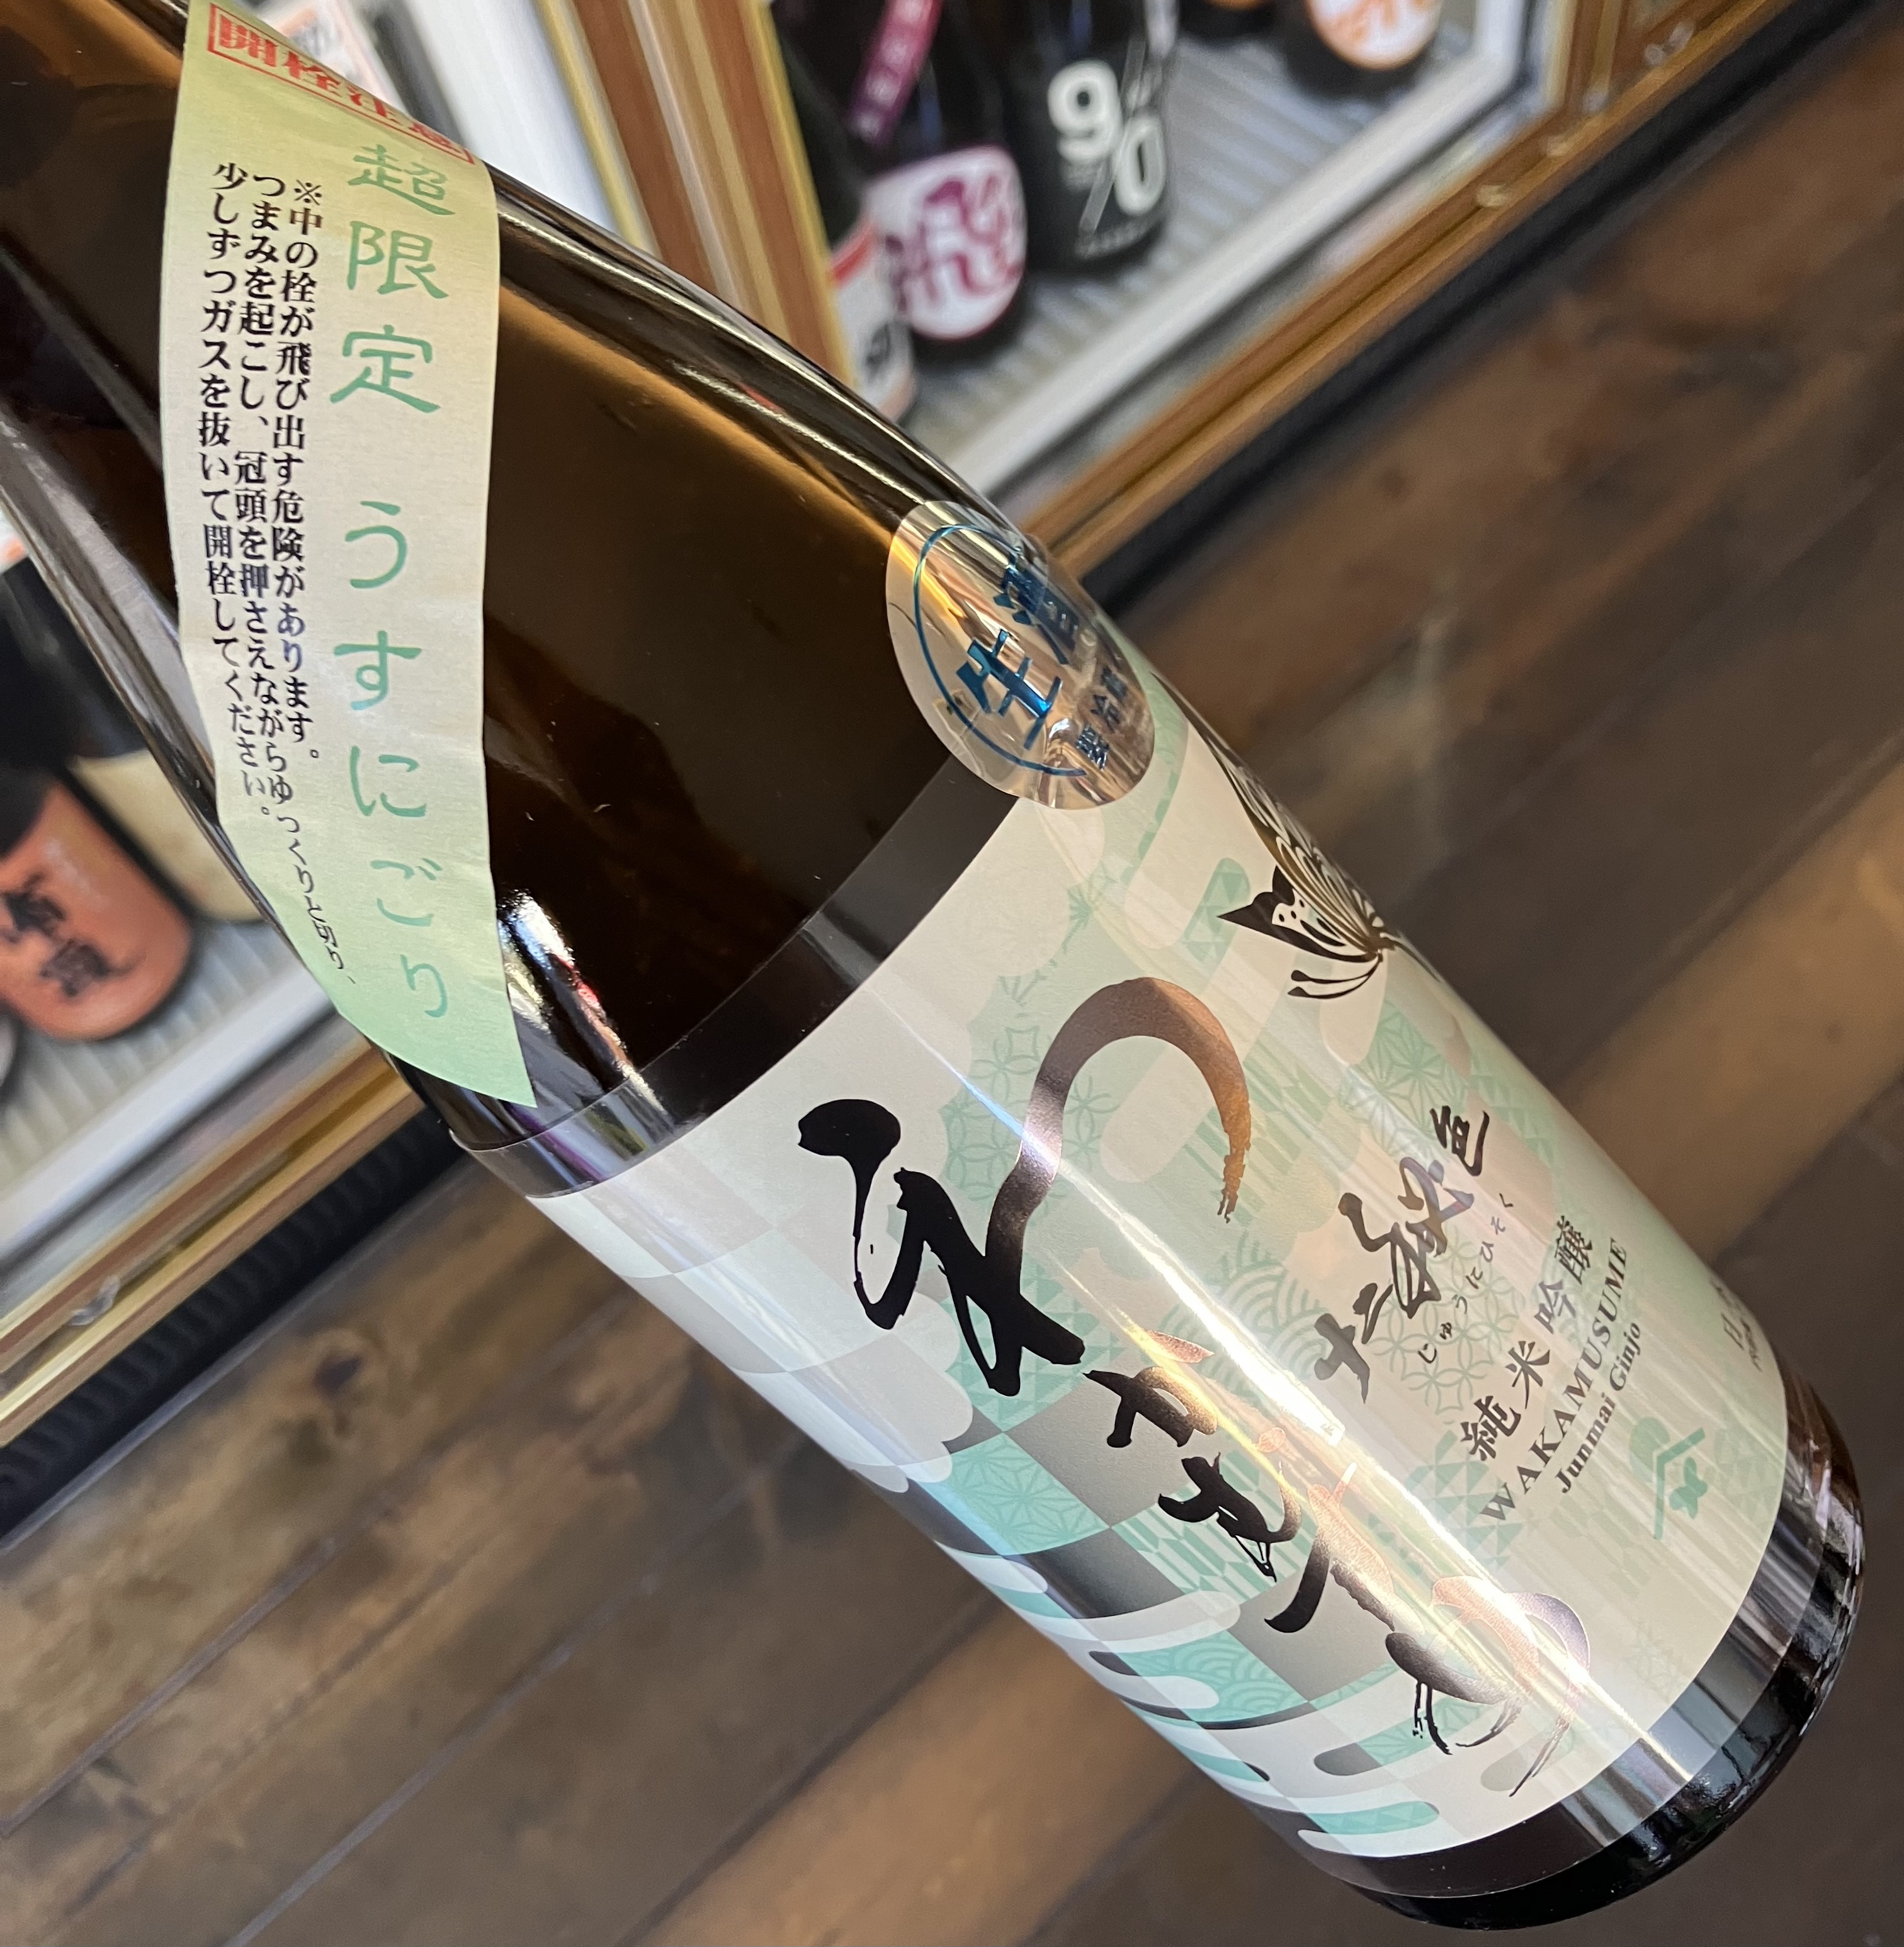 開栓注意
超限定 うすにごり
※中の栓が飛び出す危険があります。
つまみを起こし、冠頭を押さえながらゆっくりと切り、
少しずつガスを抜いて開栓してください。
生酒
わかむすめ
十二秘色
じゅうにひそく
純米吟醸
WAKAMUSUME
Junmai Ginjo
9%